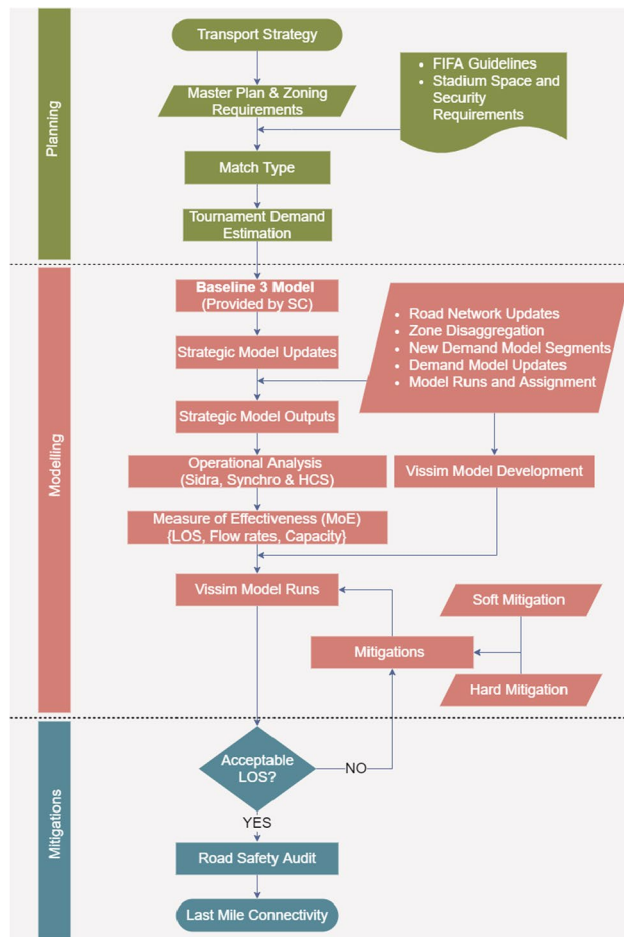 Planning
Transport Strategy
Master Plan & Zoning
Requirements
• FIFA Guidelines
• Stadium Space and
Security
Requirements
Match Type
Tournament Demand
Estimation
Modelling
Baseline 3 Model
(Provided by SC)
Strategic Model Updates
• Road Network Updates
• Zone Disaggregation
• New Demand Model Segments
• Demand Model Updates
• Model Runs and Assignment
Strategic Model Outputs
Operational Analysis
(Sidra, Synchro & HCS)
Vissim Model Development
Measure of Effectiveness (MoE)
{LOS, Flow rates, Capacity}
Vissim Model Runs
Soft Mitigation
Mitigations
Hard Mitigation
Mitigations
Acceptable
LOS?
NO
YES
Road Safety Audit
Last Mile Connectivity